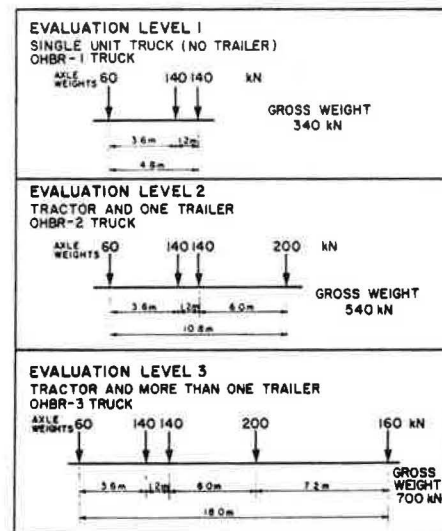 EVALUATION LEVEL 1
SINGLE UNIT TRUCK (NO TRAILER)
OHBR-1 TRUCK
AXLE WEIGHTS 60 140 140 kN
GROSS WEIGHT
340 kN
3.6m 1.2m
4.8m
EVALUATION LEVEL 2
TRACTOR AND ONE TRAILER
OHBR-2 TRUCK
AXLE WEIGHTS 60 140 140 200 kN
3.6m 1.2m 6.0m
GROSS WEIGHT
540 kN
10.8m
EVALUATION LEVEL 3
TRACTOR AND MORE THAN ONE TRAILER
OHBR-3 TRUCK
AXLE WEIGHTS 60 140 140 200 160 kN
3.6m 1.2m 6.0m 7.2m
GROSS
WEIGHT
700 kN
18.0m